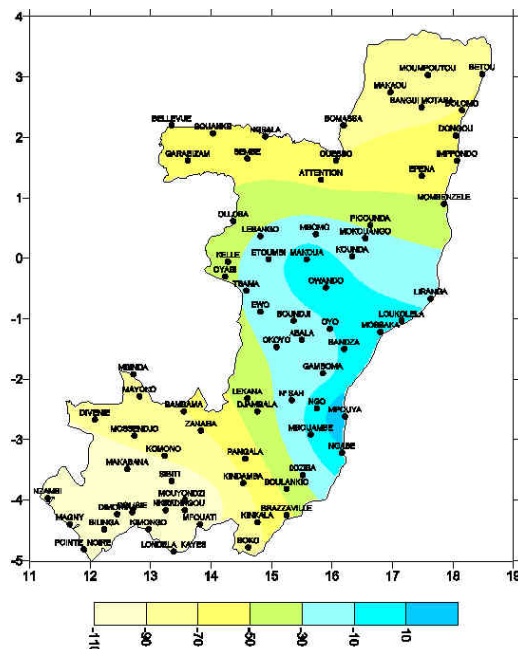 4
3
2
1
0
-1
-2
-3
-4
-5
BETOU
MOUMPOUTOU
MAKAOU
BANGUI MOTABA
BOMASSA
BELLEVUE
SOUANKE
NGBALA
DONGOU
GARABIZAM
SEMBE
OUESSO
IMPFONDO
ATTENTION
EPENA
MOMBENZELE
OLLOBA
PICOUNDA
LEBANGO
MBOMO
MOKOUANGO
KELLE
ETOUMBI
MAKOUA
KOUNDA
OYABI
TSAMA
OWANDO
LIRANGA
EWO
BOUNDJI
OYO
LOUKOLELA
MOSSAKA
OKOYO
ABALA
BANDZA
GAMBOMA
MBINDA
MAYOKO
LEKANA
N'SAH
NGO
DIVENIE
BAMBAMA
DJAMBALA
MPOUYA
MOSSENDJO
ZANAGA
MBOUAMBE
NGABE
KOMONO
PANGALA
MAKABANA
INONI
SIBITI
KINDAMBA
BOULANKIO
NZAMBI
MOUYONDZI
BRAZZAVILLE
MAGNY
BILINGA
KIMONGO
MFOUATI
KINKALA
POINTE NOIRE
LONDELA KAYES
BOKO
11 12 13 14 15 16 17 18 19
-110 -90 -70 -50 -30 -10 10